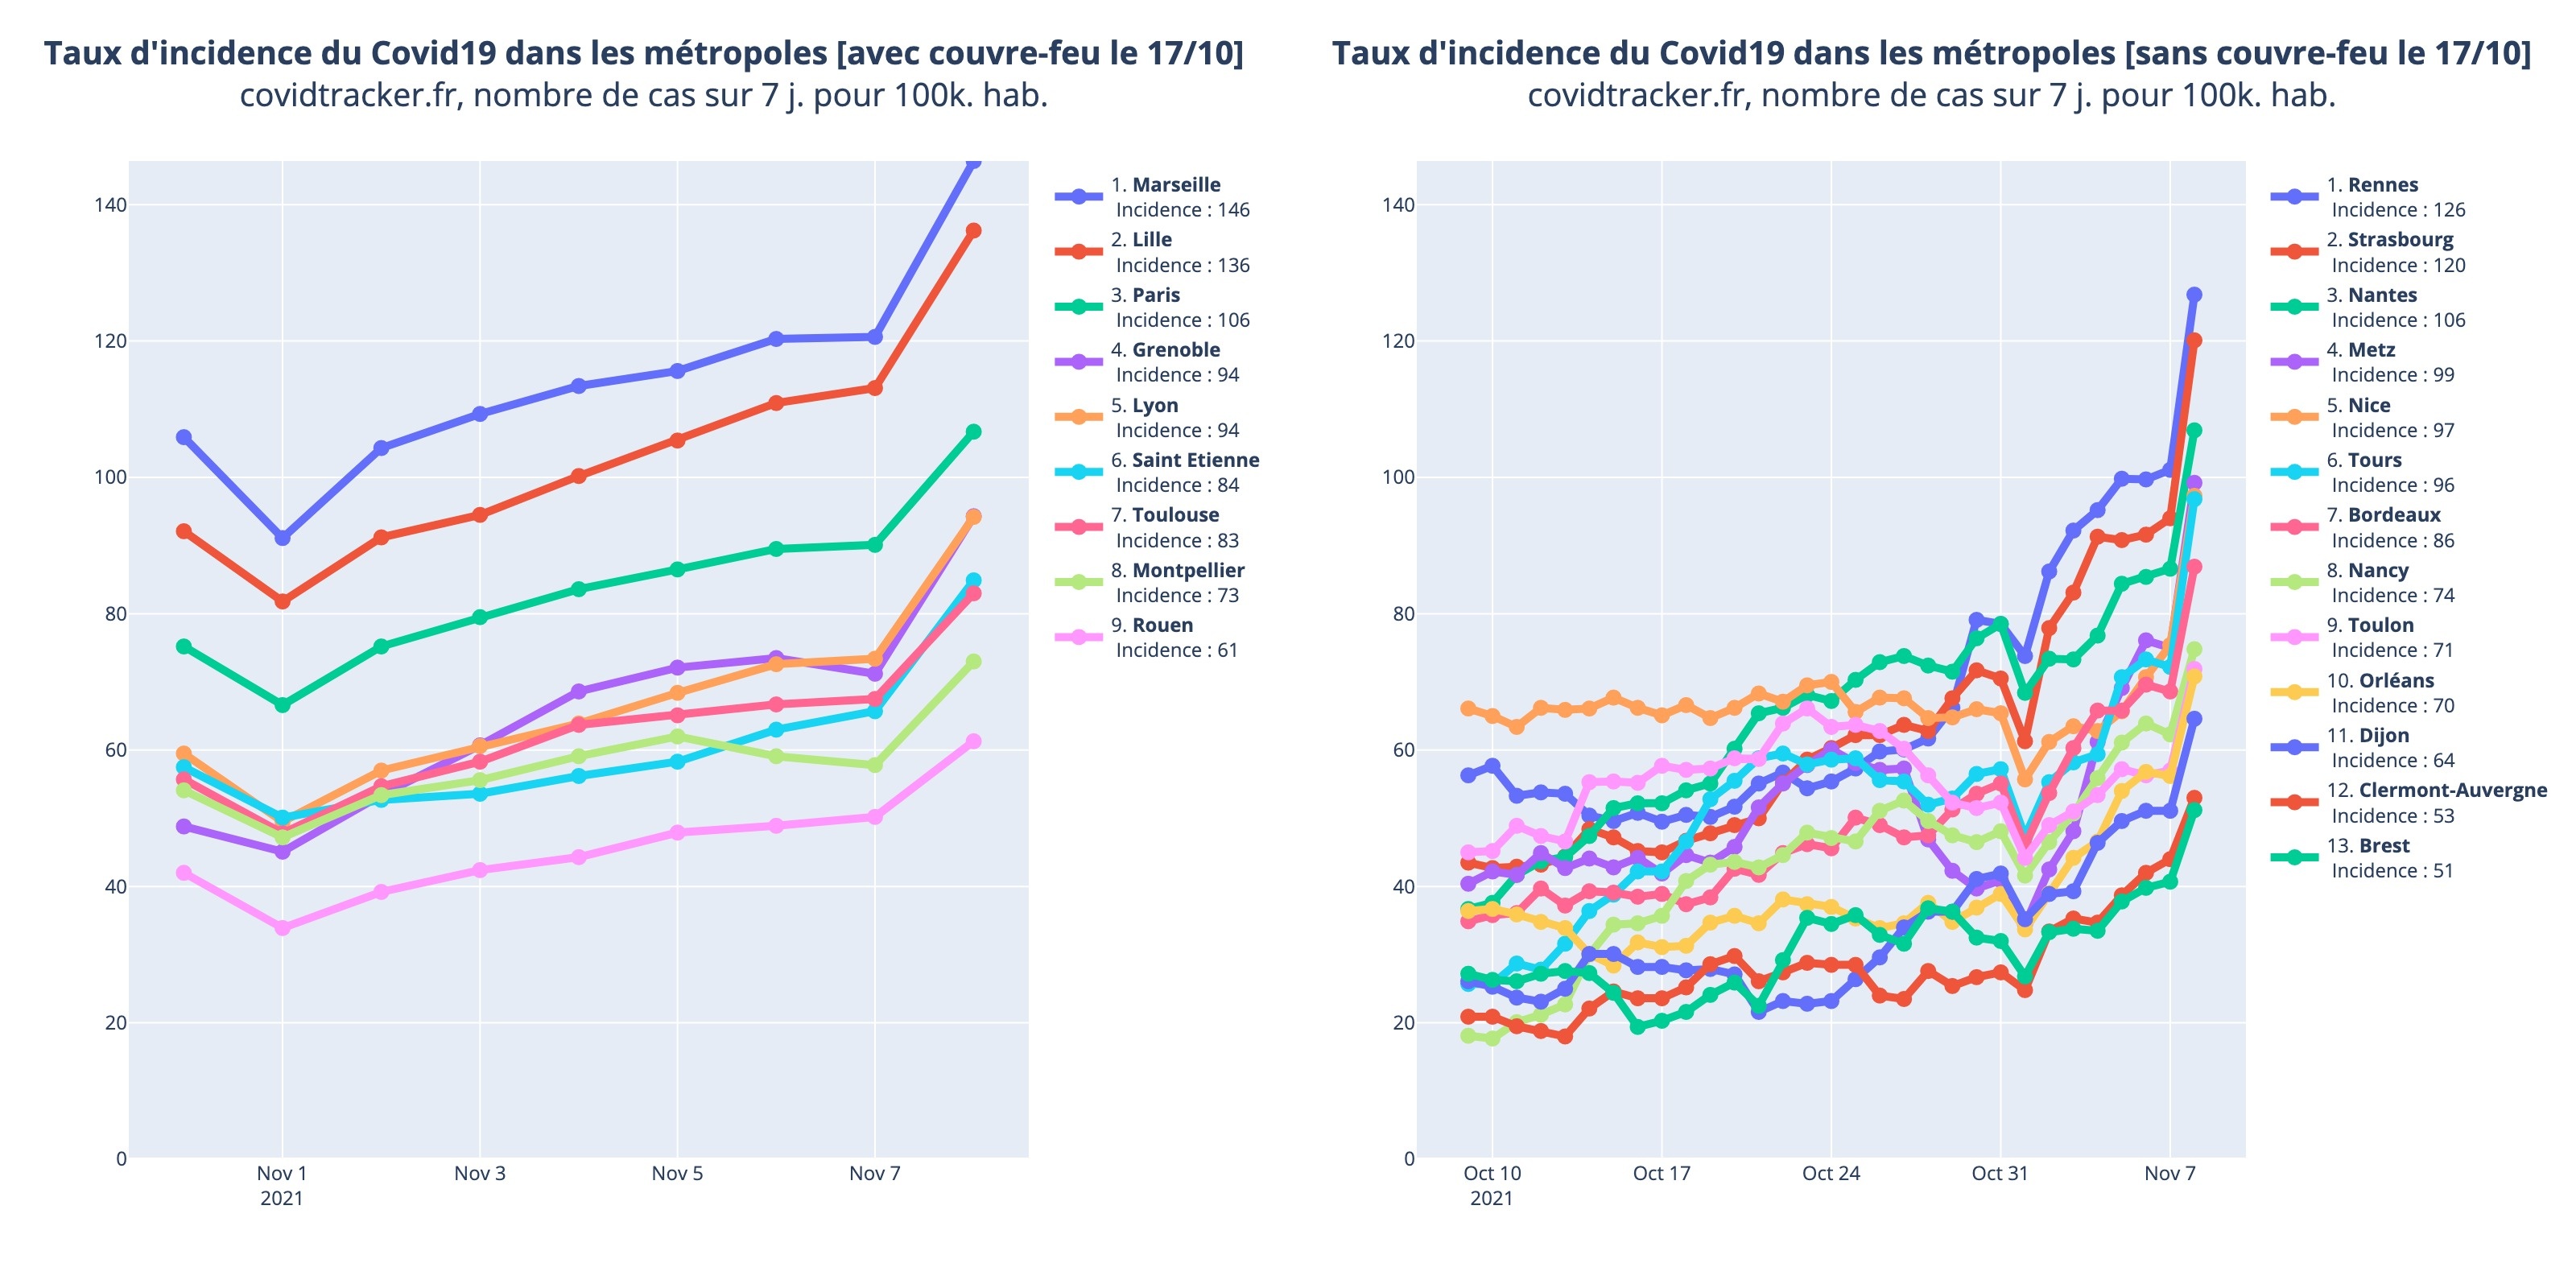 Taux d'incidence du Covid19 dans les métropoles [avec couvre-feu le 17/10]
covidtracker.fr, nombre de cas sur 7 j. pour 100k. hab.
140
120
100
80
60
40
20
0
Nov 1
2021
Nov 3
Nov 5
Nov 7
1. Marseille
Incidence : 146
2. Lille
Incidence : 136
3. Paris
Incidence : 106
4. Grenoble
Incidence : 94
5. Lyon
Incidence : 94
6. Saint Etienne
Incidence : 84
7. Toulouse
Incidence : 83
8. Montpellier
Incidence : 73
9. Rouen
Incidence : 61
Taux d'incidence du Covid19 dans les métropoles [sans couvre-feu le 17/10]
covidtracker.fr, nombre de cas sur 7 j. pour 100k. hab.
140
120
100
80
60
40
20
0
Oct 10
2021
Oct 17
Oct 24
Oct 31
Nov 7
1. Rennes
Incidence : 126
2. Strasbourg
Incidence : 120
3. Nantes
Incidence : 106
4. Metz
Incidence : 99
5. Nice
Incidence : 97
6. Tours
Incidence : 96
7. Bordeaux
Incidence : 86
8. Nancy
Incidence : 74
9. Toulon
Incidence : 71
10. Orléans
Incidence : 70
11. Dijon
Incidence : 64
12. Clermont-Auvergne
Incidence : 53
13. Brest
Incidence : 51